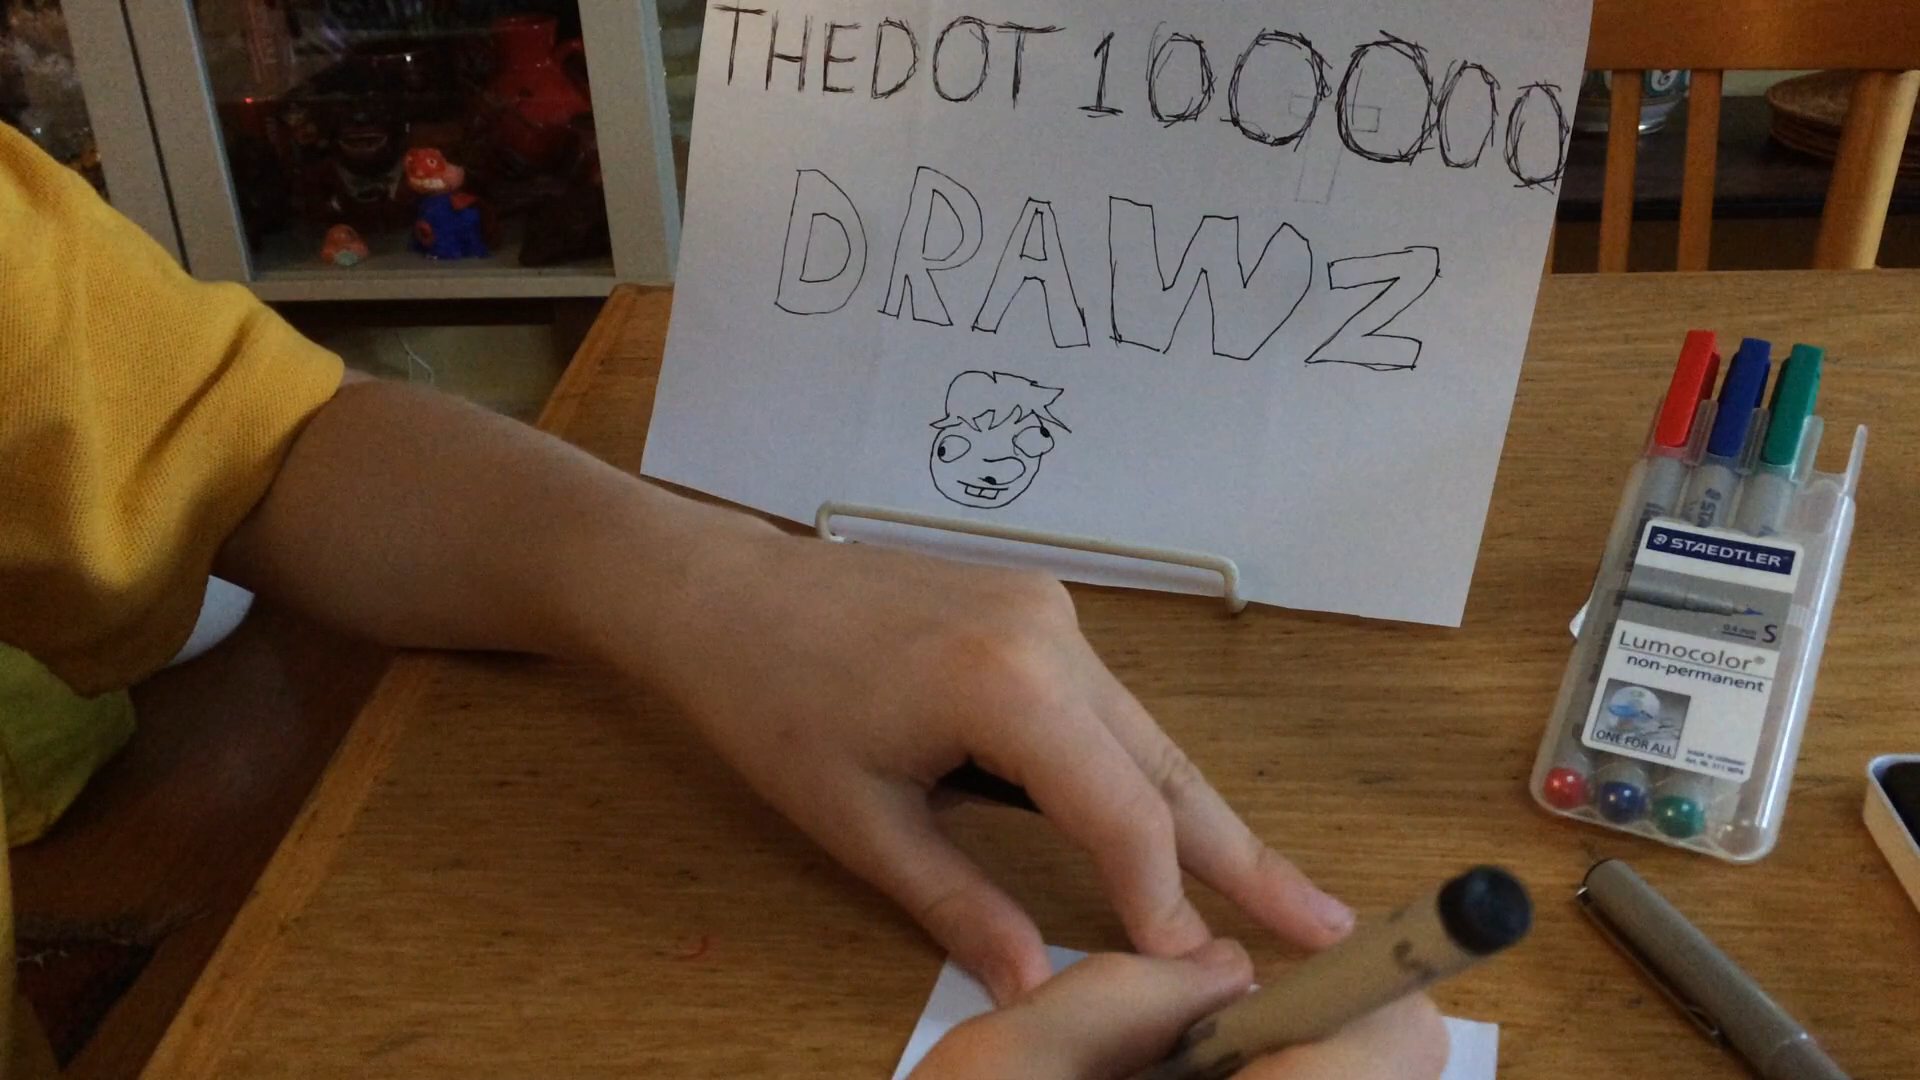 THEDOT 100000
DRAWZ
STAEDTLER
S
Lumocolor®
non-permanent
ONE FOR ALL